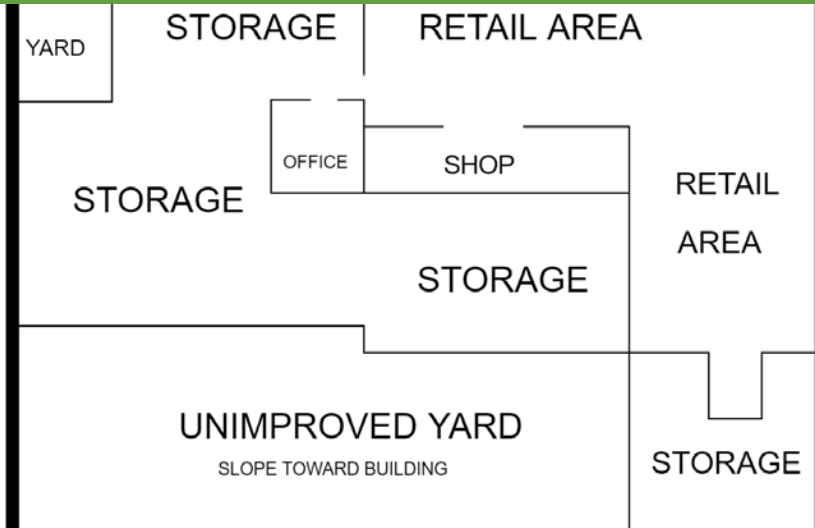 STORAGE
RETAIL AREA
YARD
OFFICE
SHOP
RETAIL
AREA
STORAGE
STORAGE
UNIMPROVED YARD
SLOPE TOWARD BUILDING
STORAGE